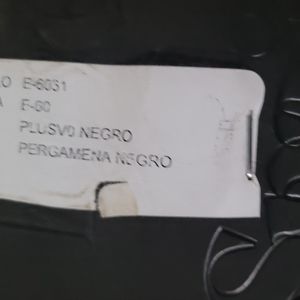 O E-6031
A E-60
PLUSVO NEGRO
PERGAMENA NEGRO